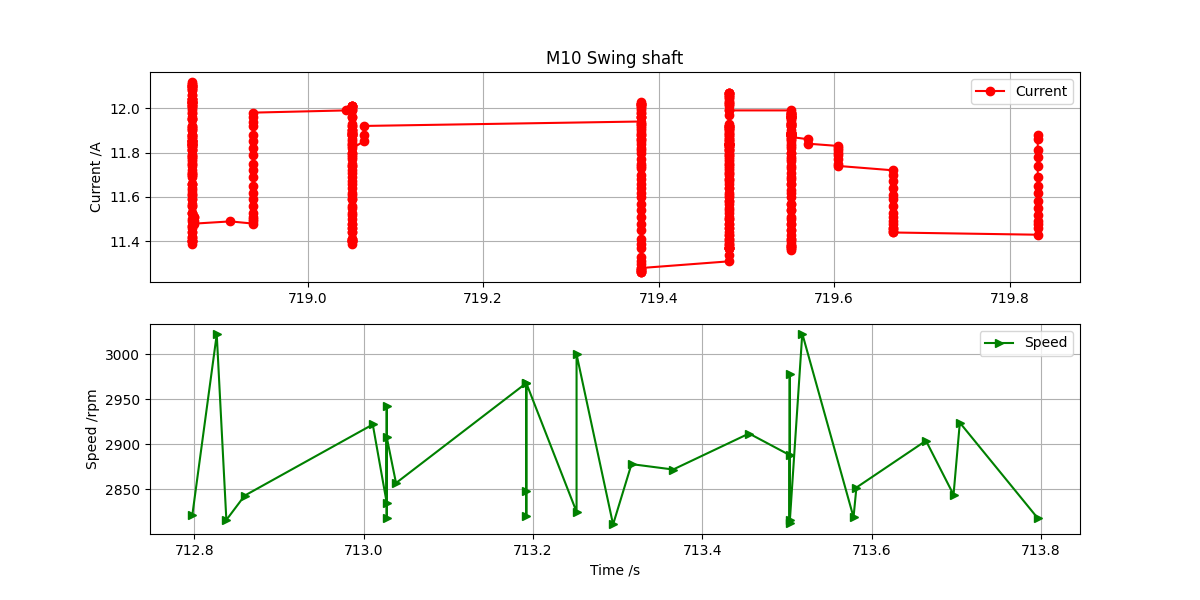 M10 Swing shaft
Current /A
12.0
11.8
11.6
11.4
Current
719.0 719.2 719.4 719.6 719.8
Speed /rpm
3000
2950
2900
2850
Speed
712.8 713.0 713.2 713.4 713.6 713.8
Time /s